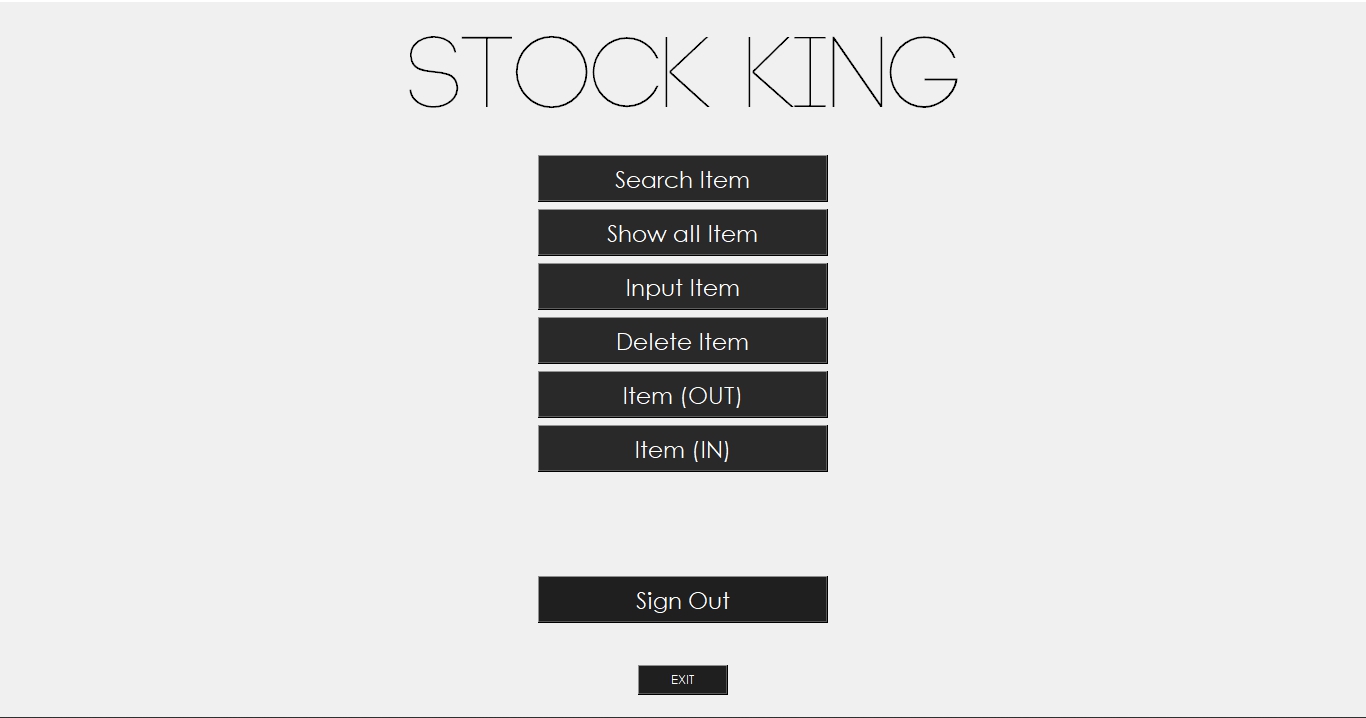 STOCK KING
Search Item
Show all Item
Input Item
Delete Item
Item (OUT)
Item (IN)
Sign Out
EXIT